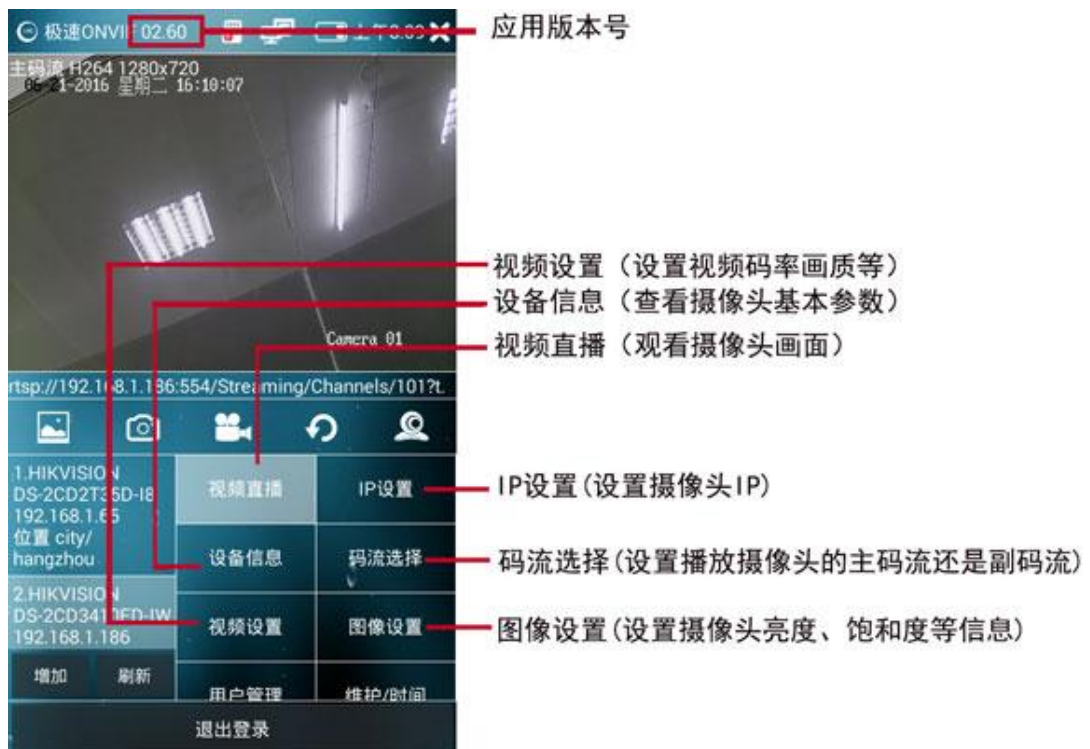 极速ONVIF 02.60
上午
应用版本号
主码流 H264 1280x720
06-21-2016 星期二 16:10:07
视频设置（设置视频码率画质等）
设备信息（查看摄像头基本参数）
Camera 01
视频直播（观看摄像头画面）
rtsp://192.168.1.186:554/Streaming/Channels/101?t.
1.HIKVISION
DS-2CD2T35D-I8
192.168.1.65
位置 city/
hangzhou
视频直播
IP设置
IP设置(设置摄像头IP)
设备信息
码流选择
码流选择(设置播放摄像头的主码流还是副码流)
2.HIKVISION
DS-2CD3410FD-IW
192.168.1.186
视频设置
图像设置
图像设置(设置摄像头亮度、饱和度等信息)
增加
刷新
用户管理
维护/时间
退出登录